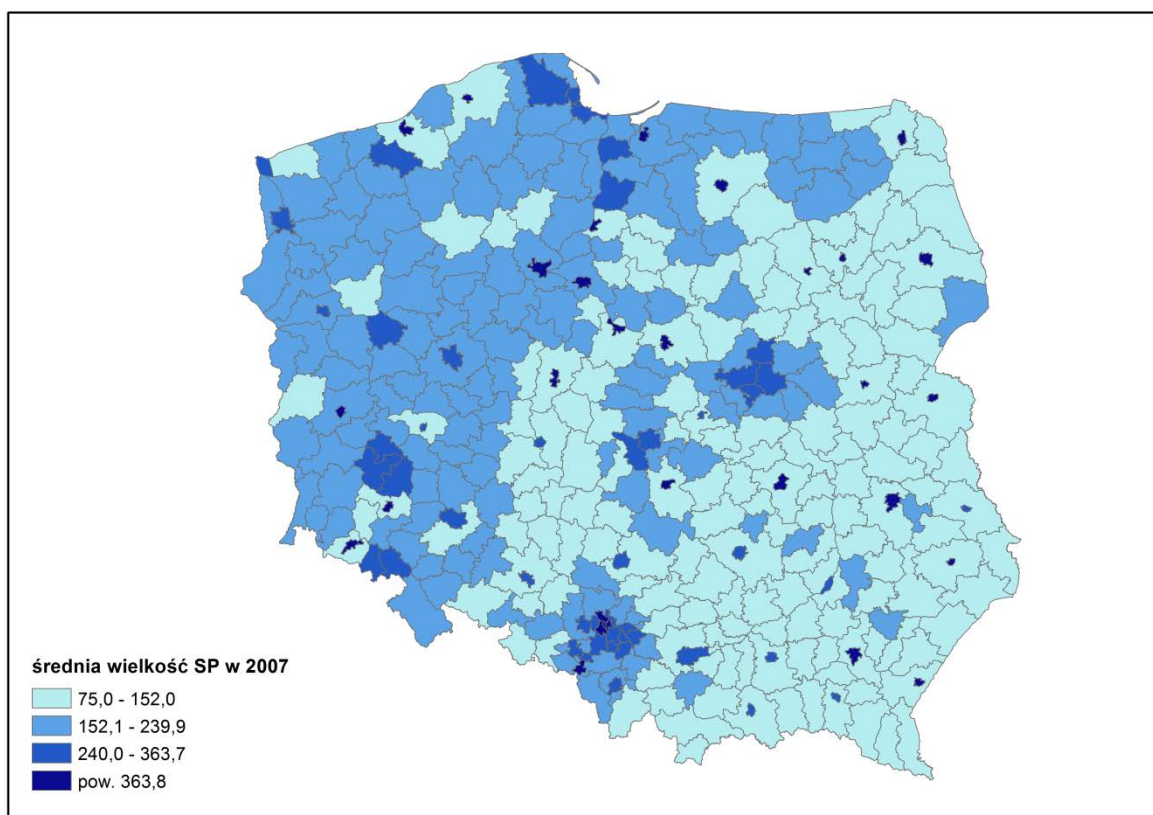 średnia wielkość SP w 2007
75,0 - 152,0
152,1 - 239,9
240,0 - 363,7
pow. 363,8